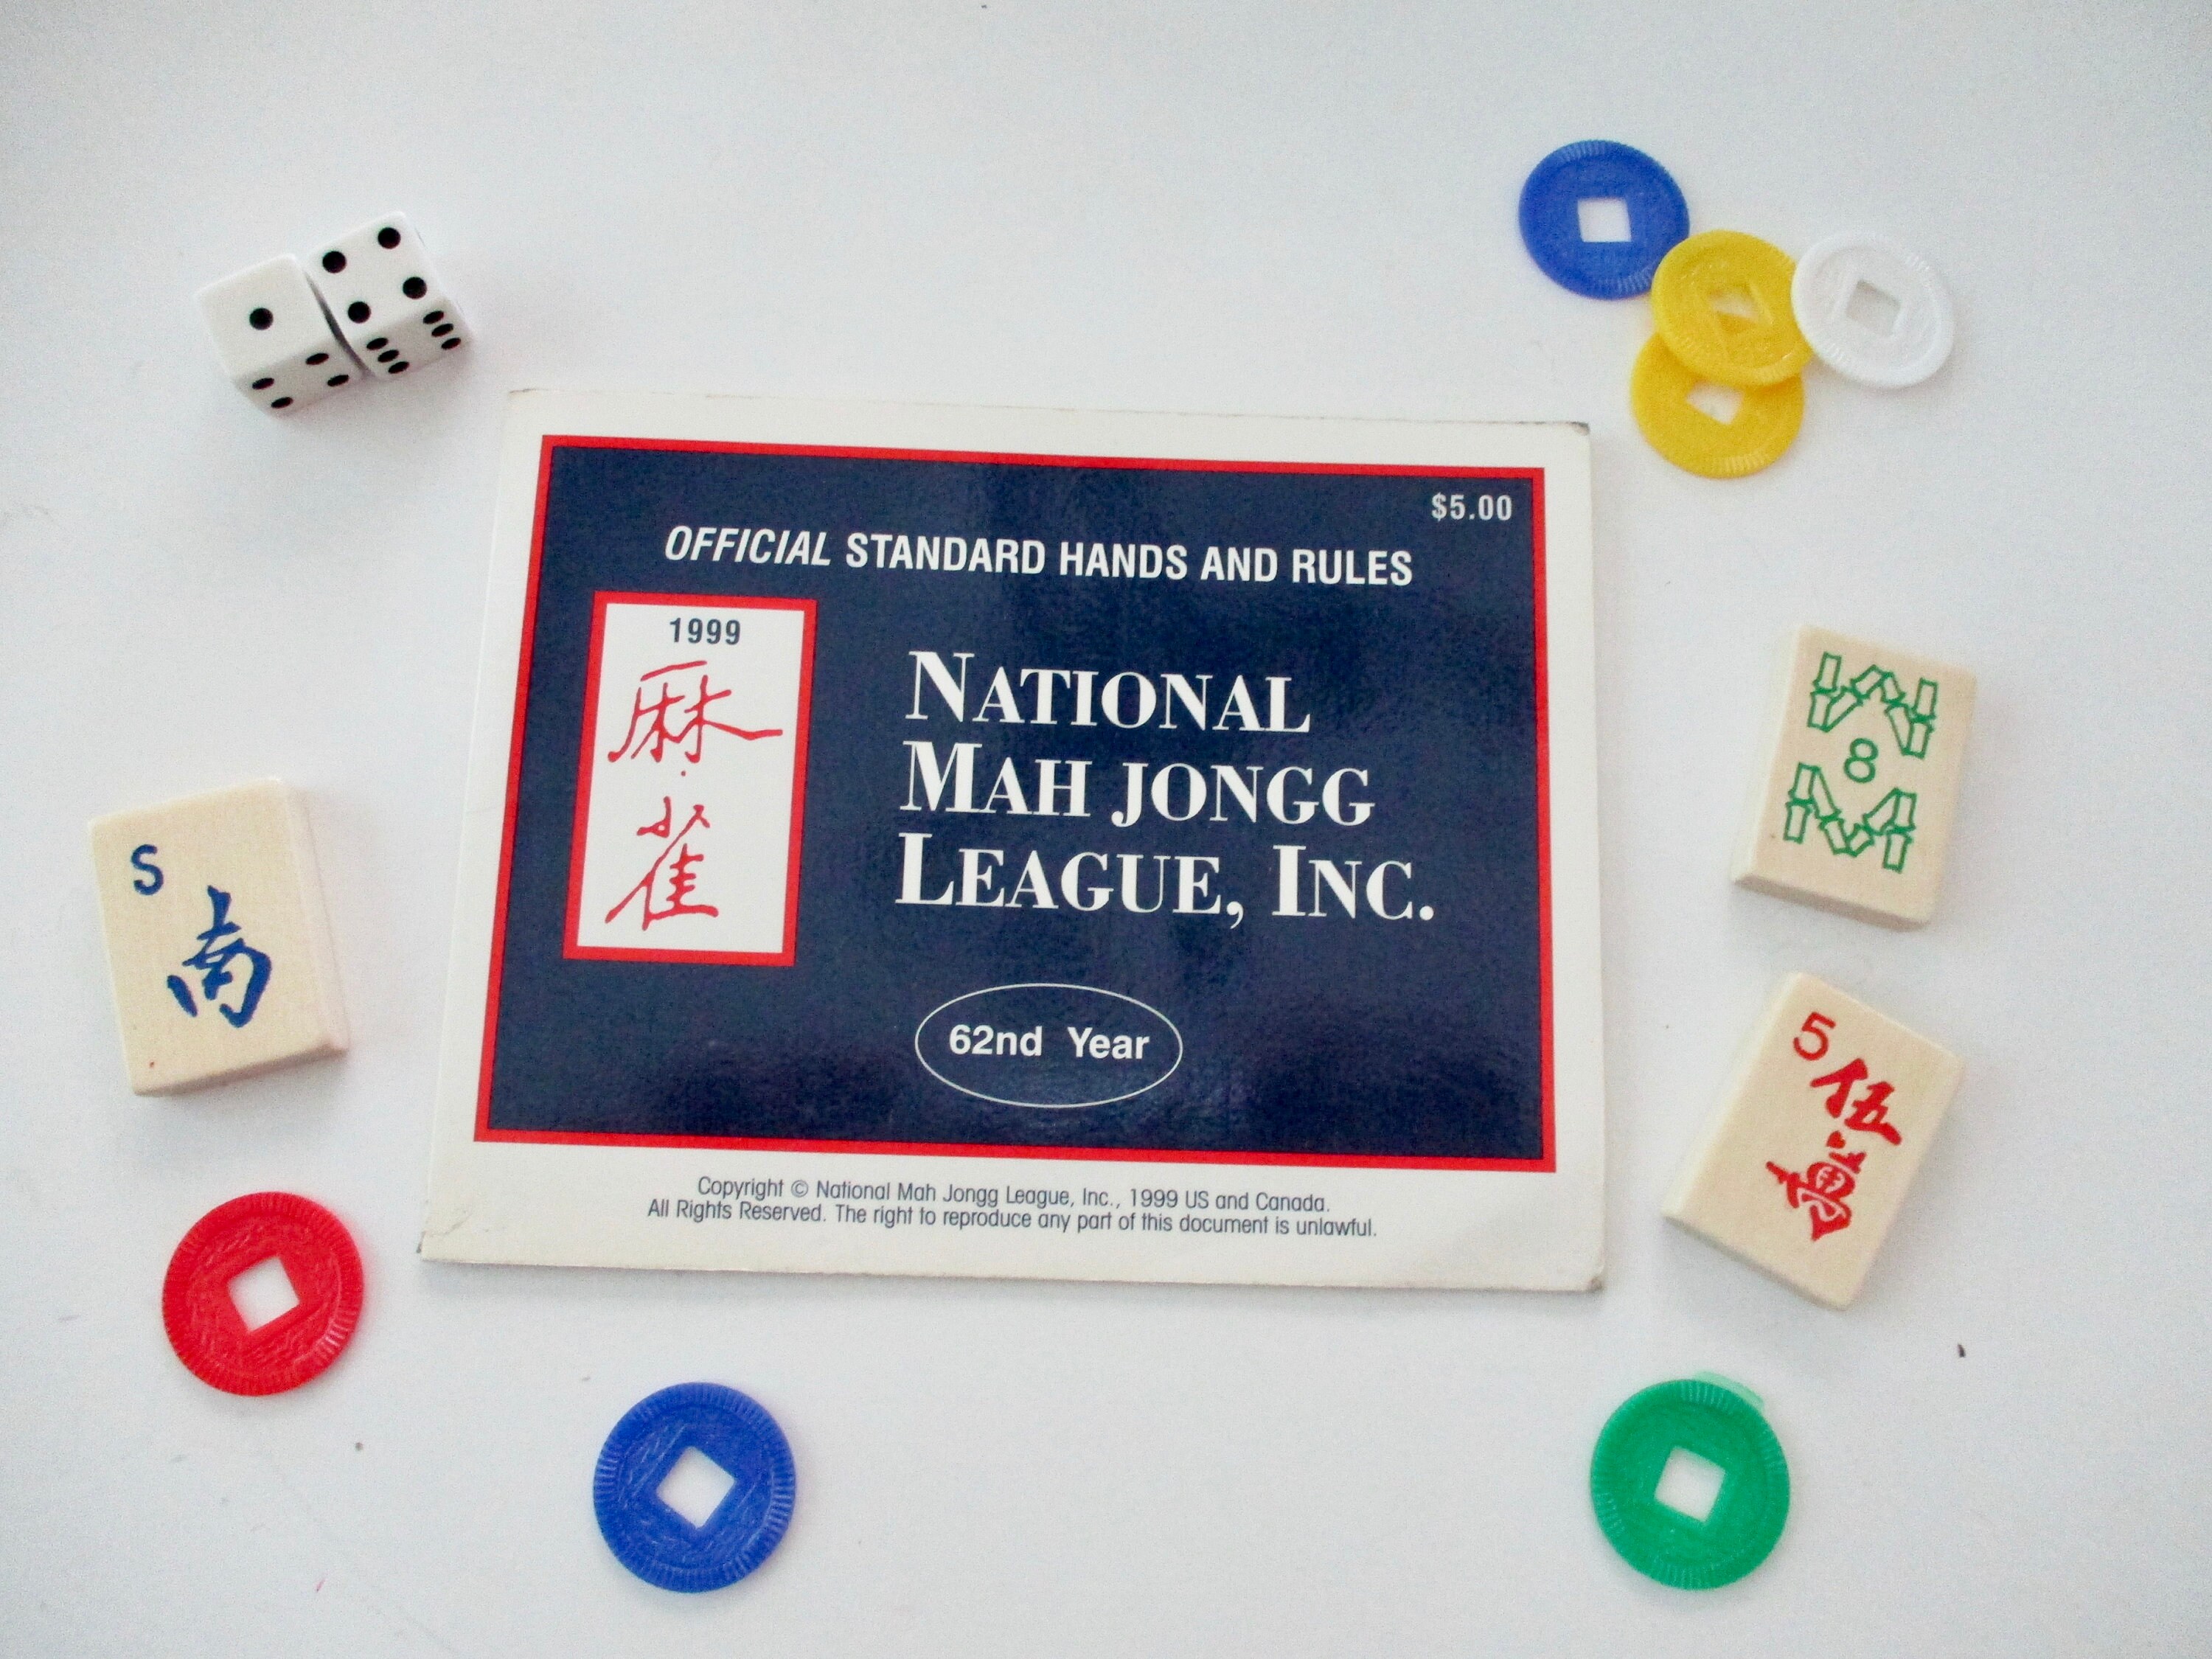 $5.00
OFFICIAL STANDARD HANDS AND RULES
1999
麻
雀
NATIONAL
MAH JONGG
LEAGUE, INC.
62nd Year
Copyright © National Mah Jongg League, Inc., 1999 US and Canada.
All Rights Reserved. The right to reproduce any part of this document is unlawful.
S
南
8
5
伍
萬